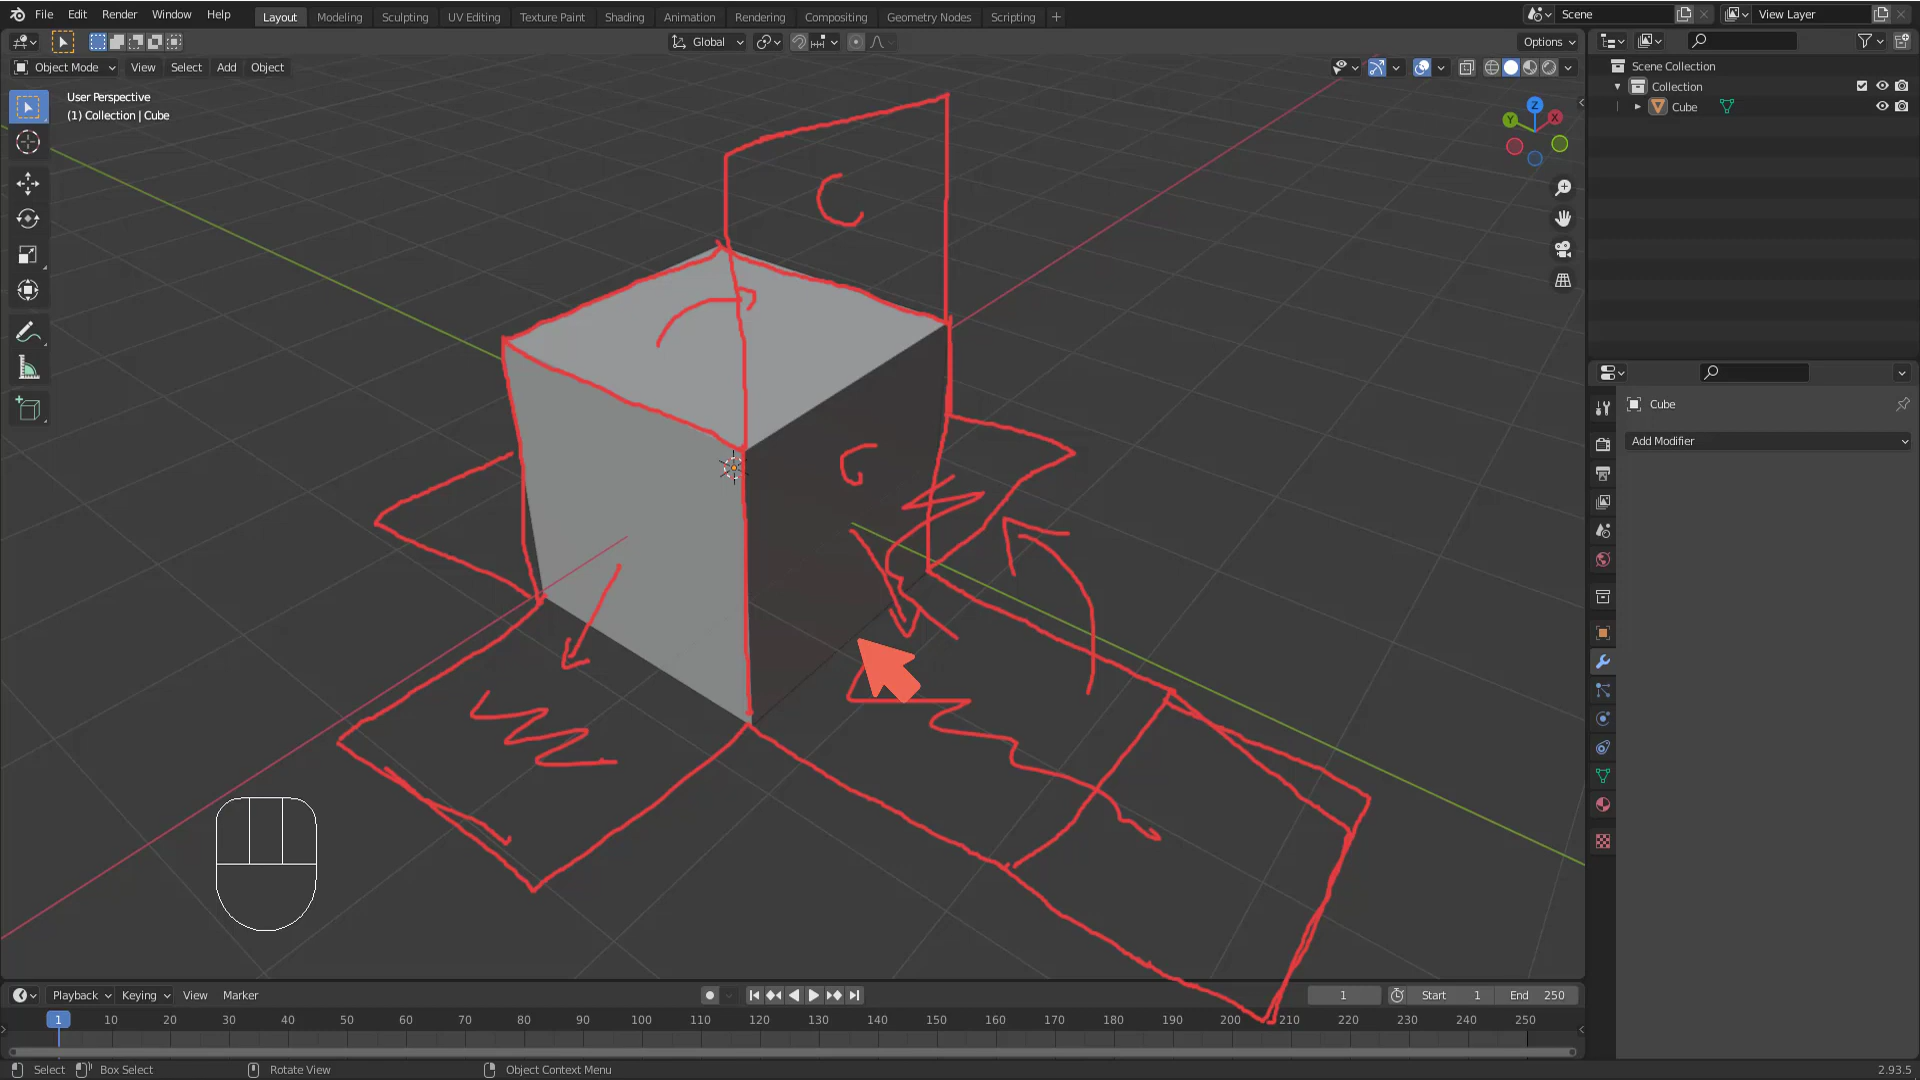 File Edit Render Window Help Layout Modeling Sculpting UV Editing Texture Paint Shading Animation Rendering Compositing Geometry Nodes Scripting + Scene View Layer
Global Options
Object Mode View Select Add Object
User Perspective
(1) Collection | Cube
Z
Y X
C
C
Scene Collection
Collection
Cube
Cube
Add Modifier
Playback Keying View Marker 1 Start 1 End 250
1 10 20 30 40 50 60 70 80 90 100 110 120 130 140 150 160 170 180 190 200 210 220 230 240 250
Select Box Select Rotate View Object Context Menu 2.93.5